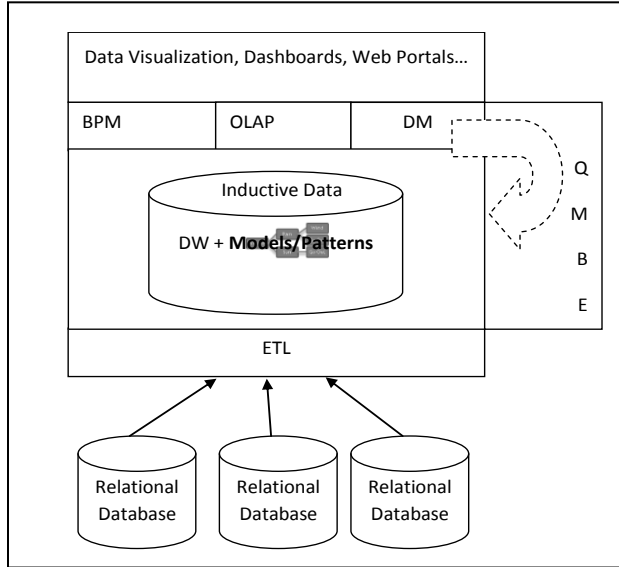 Data Visualization, Dashboards, Web Portals…
BPM
OLAP
DM
Q
M
B
E
Inductive Data
DW + Models/Patterns
ETL
Relational
Database
Relational
Database
Relational
Database